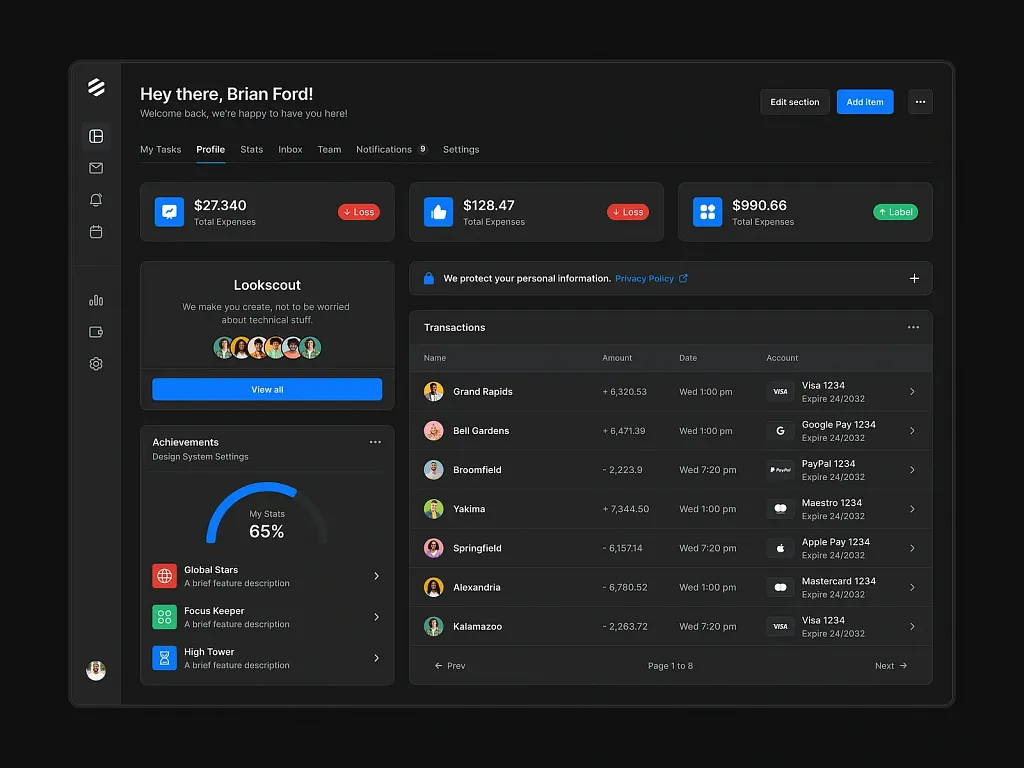 Hey there, Brian Ford!
Welcome back, we're happy to have you here!
Edit section
Add item
My Tasks
Profile
Stats
Inbox
Team
Notifications 9
Settings
$27.340
Total Expenses
↓ Loss
$128.47
Total Expenses
↓ Loss
$990.66
Total Expenses
↑ Label
Lookscout
We make you create, not to be worried
about technical stuff.
View all
Achievements
Design System Settings
My Stats
65%
Global Stars
A brief feature description
Focus Keeper
A brief feature description
High Tower
A brief feature description
We protect your personal information. Privacy Policy
Transactions
Name Amount Date Account
Grand Rapids + 6,320.53 Wed 1:00 pm VISA Visa 1234
Expire 24/2032
Bell Gardens + 6,471.39 Wed 1:00 pm G Google Pay 1234
Expire 24/2032
Broomfield - 2,223.9 Wed 7:20 pm PayPal PayPal 1234
Expire 24/2032
Yakima + 7,344.50 Wed 1:00 pm Maestro 1234
Expire 24/2032
Springfield - 6,157.14 Wed 7:20 pm Apple Pay 1234
Expire 24/2032
Alexandria - 6,780.52 Wed 1:00 pm Mastercard 1234
Expire 24/2032
Kalamazoo - 2,263.72 Wed 7:20 pm VISA Visa 1234
Expire 24/2032
← Prev Page 1 to 8 Next →